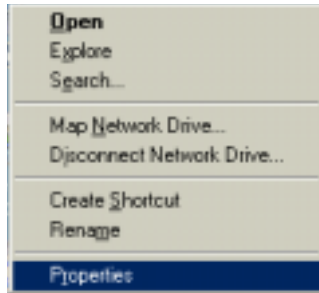 Open
Explore
Search...
Map Network Drive...
Disconnect Network Drive...
Create Shortcut
Rename
Properties